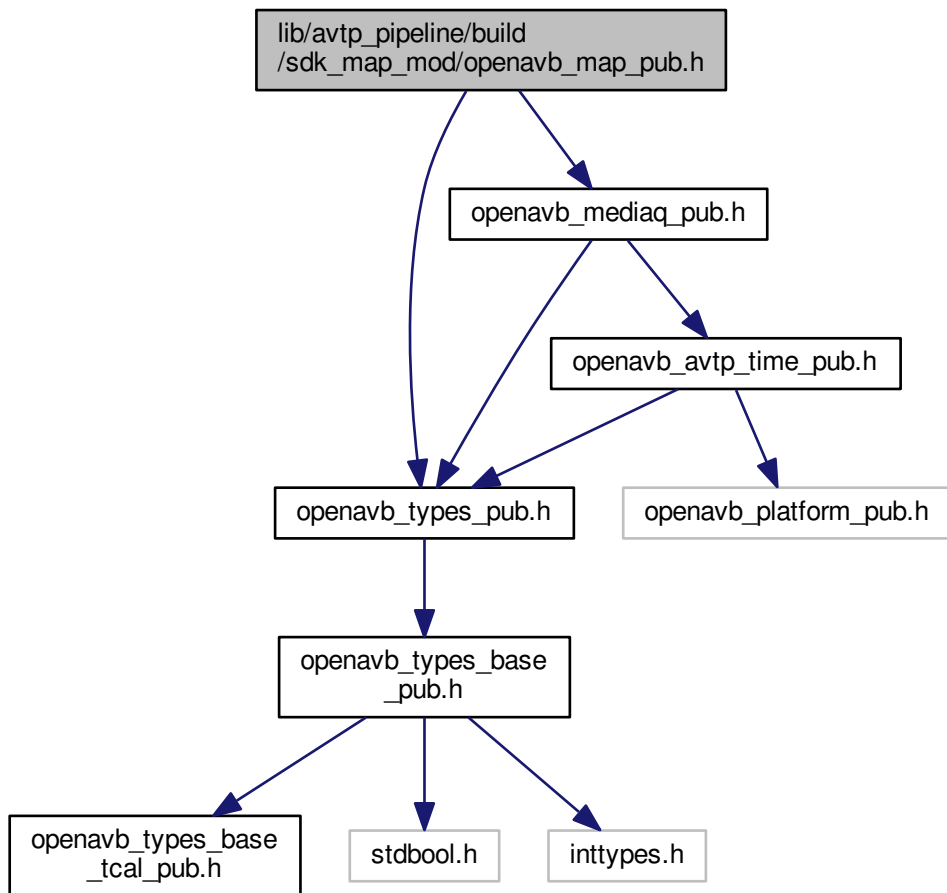 lib/avtp_pipeline/build
/sdk_map_mod/openavb_map_pub.h
openavb_mediaq_pub.h
openavb_avtp_time_pub.h
openavb_types_pub.h
openavb_platform_pub.h
openavb_types_base
_pub.h
openavb_types_base
_tcal_pub.h
stdbool.h
inttypes.h